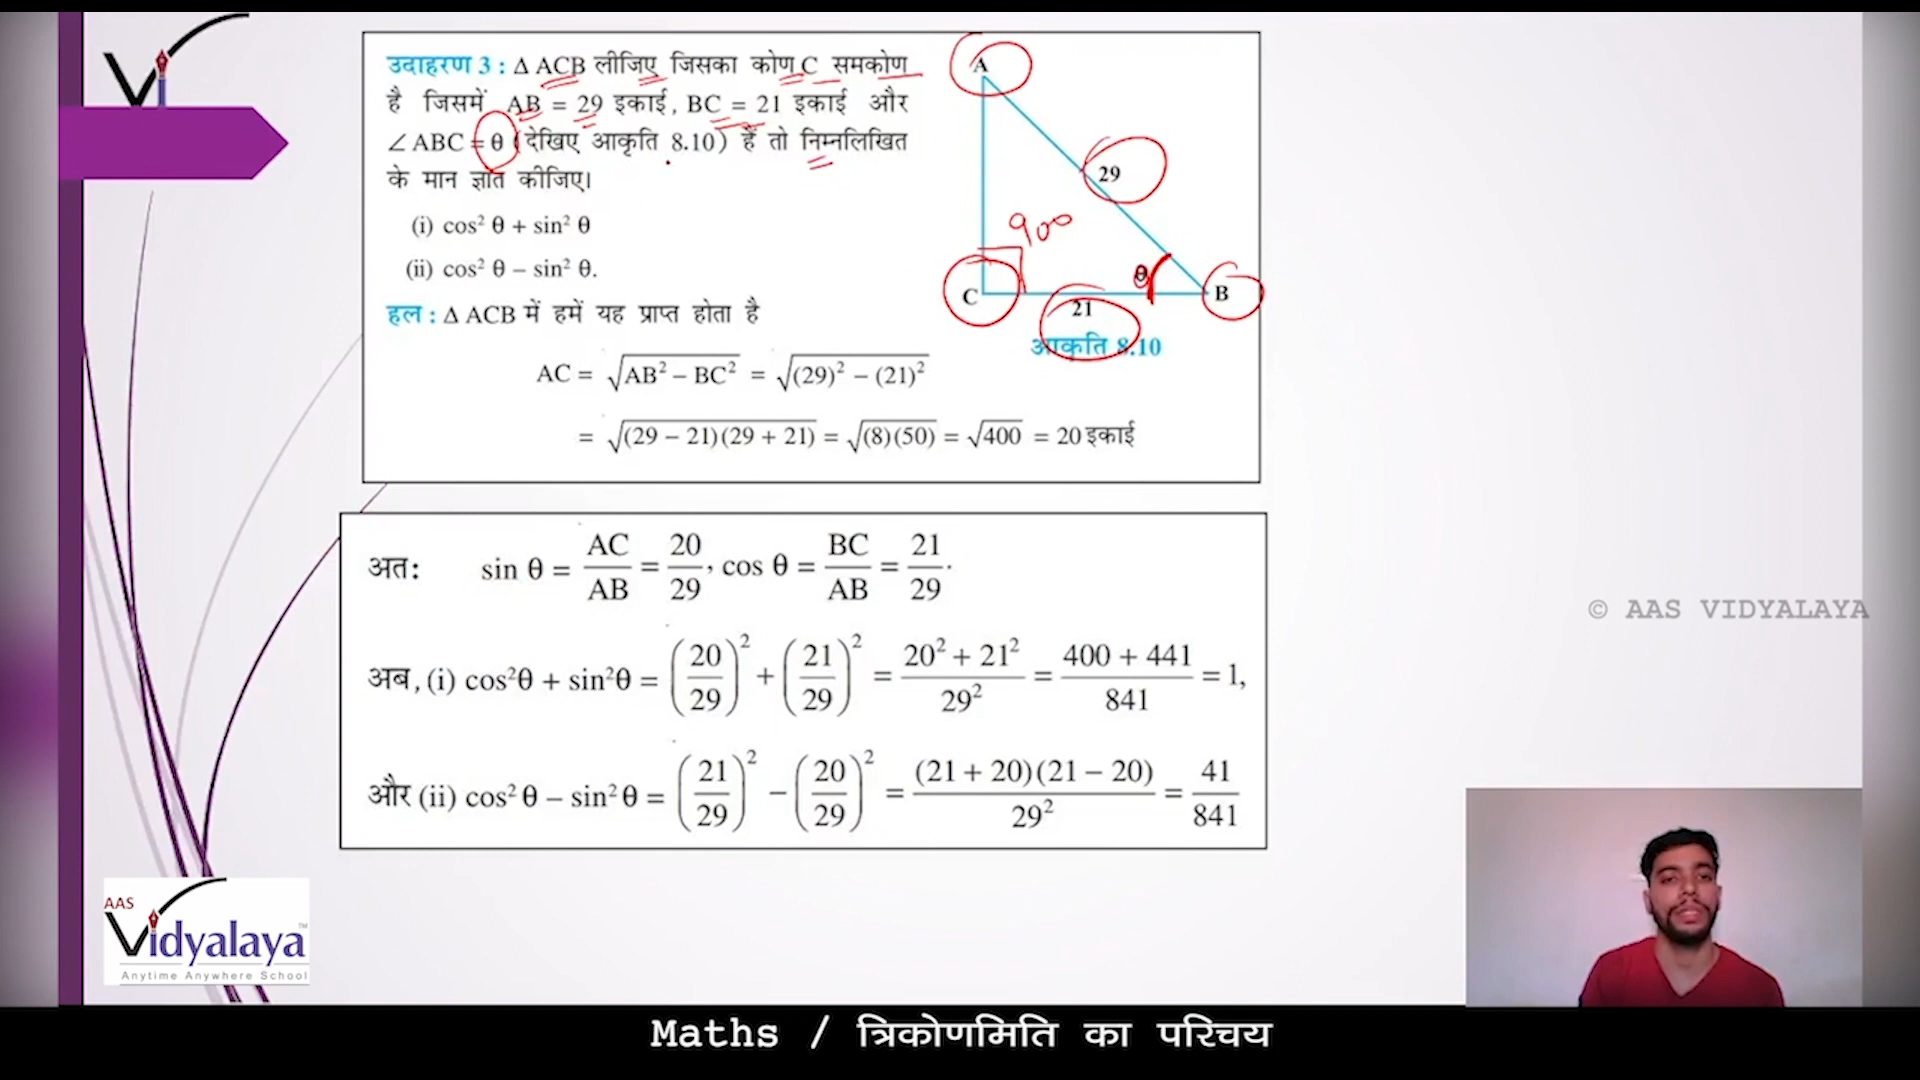 उदाहरण 3 : Δ ACB लीजिए जिसका कोण C समकोण
है जिसमें AB = 29 इकाई, BC = 21 इकाई और
∠ ABC = θ (देखिए आकृति 8.10) हैं तो निम्नलिखित
के मान ज्ञात कीजिए।
(i) cos² θ + sin² θ
(ii) cos² θ – sin² θ.
A
29
90°
θ
C
B
21
आकृति 8.10
हल : Δ ACB में हमें यह प्राप्त होता है
AC = √(AB² – BC²) = √((29)² – (21)²)
= √((29 – 21)(29 + 21)) = √((8)(50)) = √400 = 20 इकाई
अतः sin θ = AC/AB = 20/29, cos θ = BC/AB = 21/29.
अब, (i) cos²θ + sin²θ = (20/29)² + (21/29)² = (20² + 21²)/29² = (400 + 441)/841 = 1,
और (ii) cos² θ – sin² θ = (21/29)² – (20/29)² = (21 + 20)(21 – 20)/29² = 41/841
© AAS VIDYALAYA
AAS
Vidyalaya™
Anytime Anywhere School
Maths / त्रिकोणमिति का परिचय